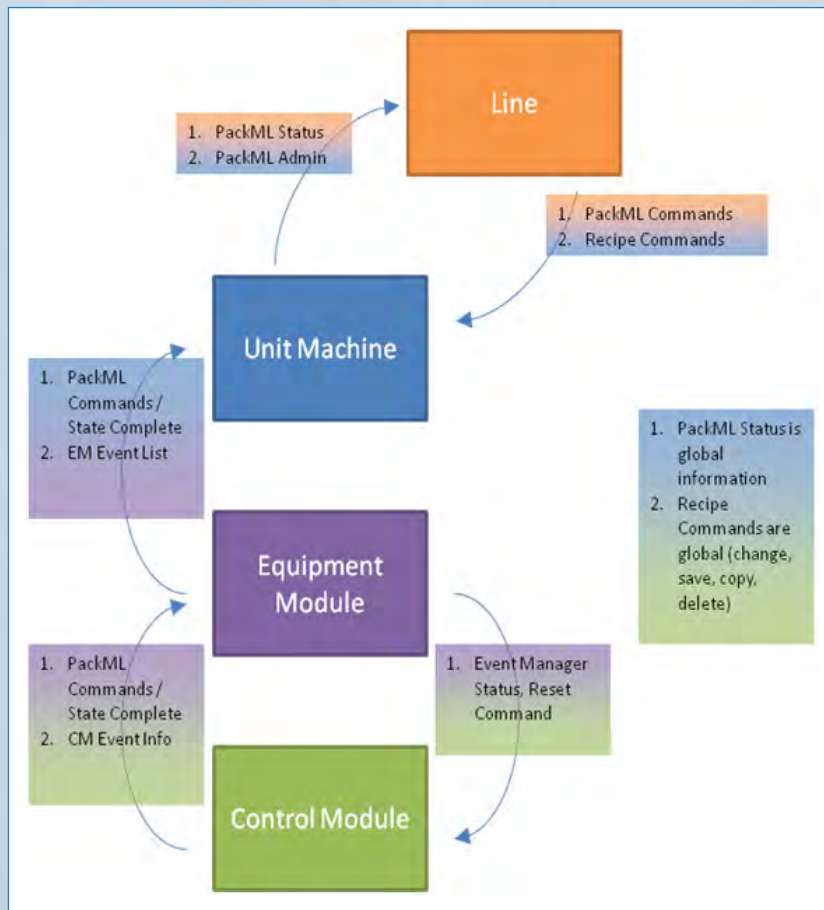 Line
1. PackML Status
2. PackML Admin
1. PackML Commands
2. Recipe Commands
Unit Machine
1. PackML
Commands /
State Complete
2. EM Event List
1. PackML Status is
global
information
2. Recipe
Commands are
global (change,
save, copy,
delete)
Equipment
Module
1. PackML
Commands /
State Complete
2. CM Event Info
1. Event Manager
Status, Reset
Command
Control Module